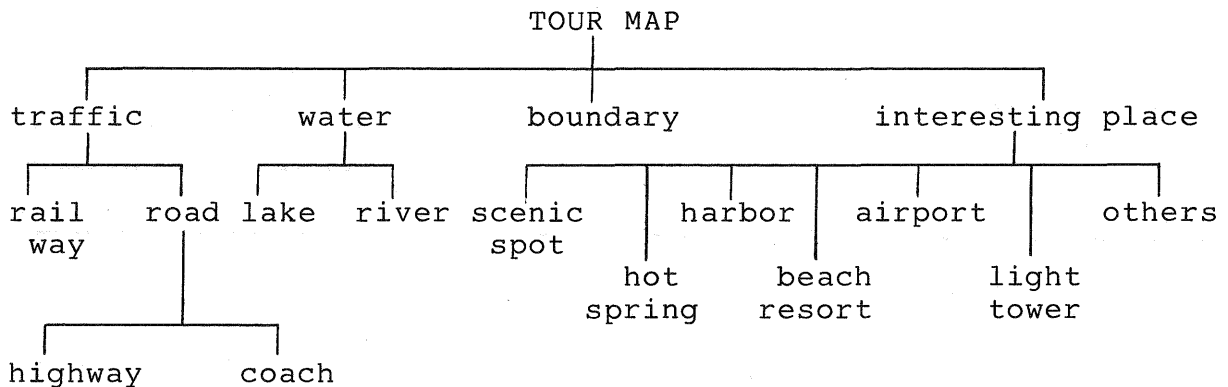 TOUR MAP
traffic water boundary interesting place
rail road lake river scenic harbor airport others
way spot
hot beach light
spring resort tower
highway coach